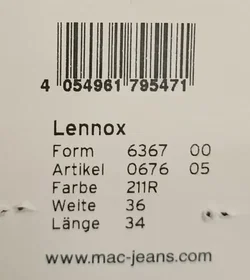 4 054961 795471
Lennox
Form 6367 00
Artikel 0676 05
Farbe 211R
Weite 36
Länge 34
www.mac-jeans.com